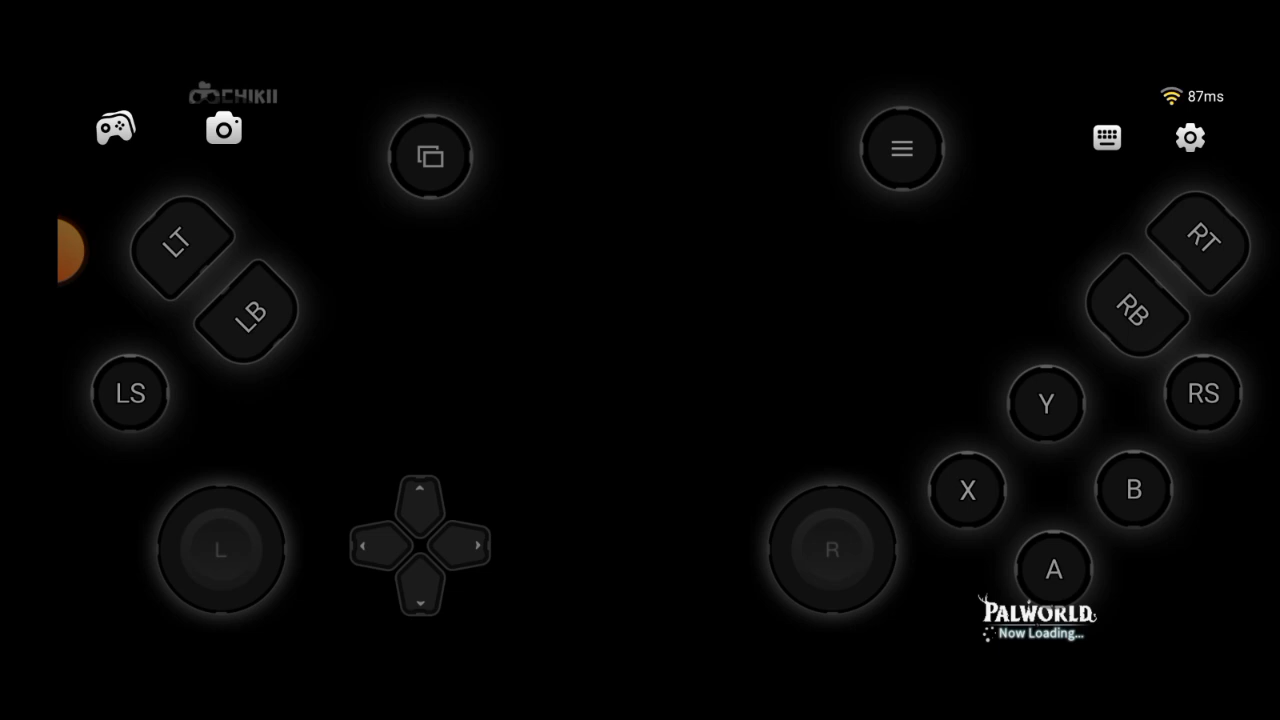 CHIKII
87ms
LT
RT
LB
RB
LS
RS
Y
X
B
L
R
A
PALWORLD
Now Loading...